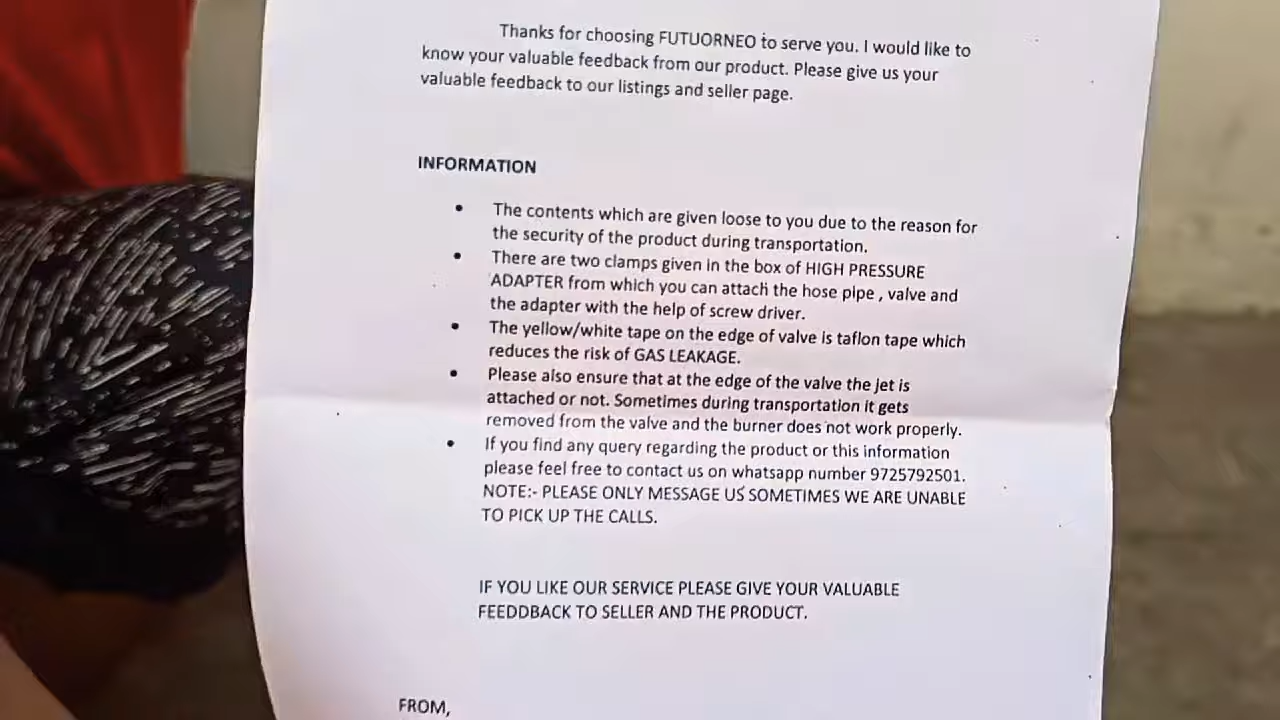 Thanks for choosing FUTUORNEO to serve you. I would like to
know your valuable feedback from our product. Please give us your
valuable feedback to our listings and seller page.
INFORMATION
• The contents which are given loose to you due to the reason for
the security of the product during transportation.
• There are two clamps given in the box of HIGH PRESSURE
ADAPTER from which you can attach the hose pipe , valve and
the adapter with the help of screw driver.
• The yellow/white tape on the edge of valve is taflon tape which
reduces the risk of GAS LEAKAGE.
• Please also ensure that at the edge of the valve the jet is
attached or not. Sometimes during transportation it gets
removed from the valve and the burner does not work properly.
• If you find any query regarding the product or this information
please feel free to contact us on whatsapp number 9725792501.
NOTE:- PLEASE ONLY MESSAGE US SOMETIMES WE ARE UNABLE
TO PICK UP THE CALLS.
IF YOU LIKE OUR SERVICE PLEASE GIVE YOUR VALUABLE
FEEDDBACK TO SELLER AND THE PRODUCT.
FROM,